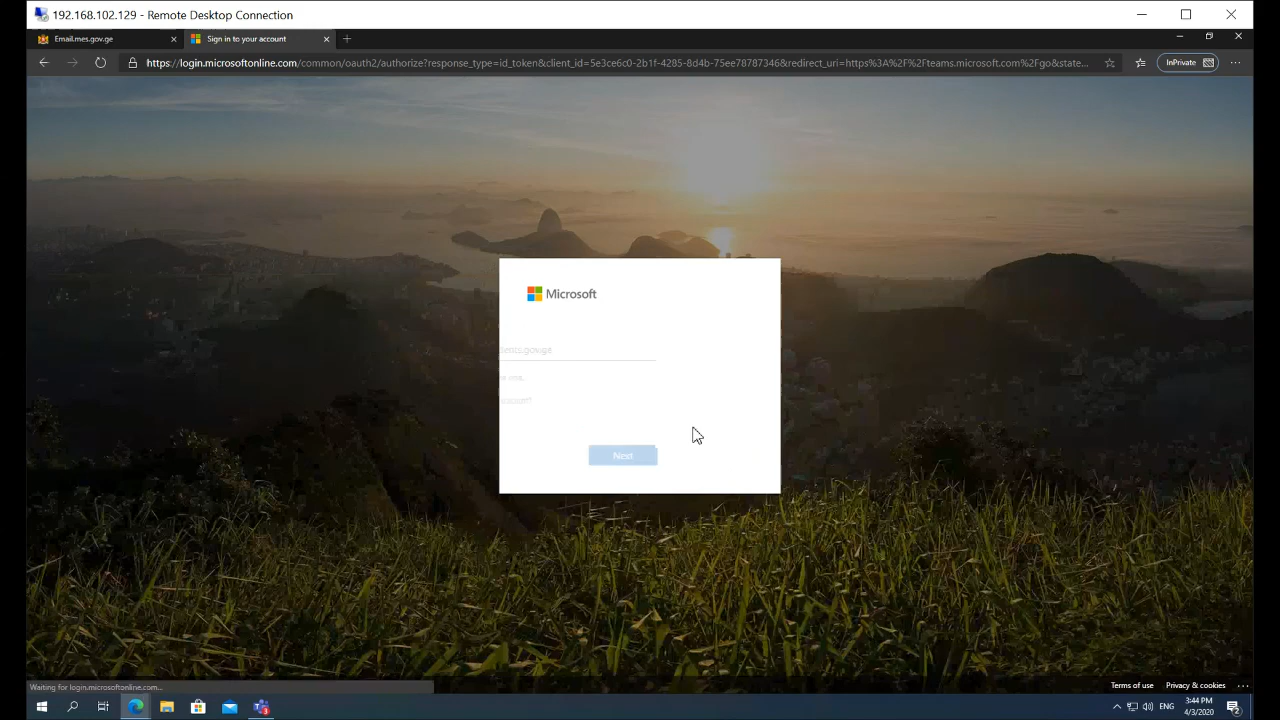 192.168.102.129 - Remote Desktop Connection
Email.mes.gov.ge
Sign in to your account
https://login.microsoftonline.com/common/oauth2/authorize?response_type=id_token&client_id=5e3ce6c0-2b1f-4285-8d4b-75ee78787346&redirect_uri=https%3A%2F%2Fteams.microsoft.com%2Fgo&state...
InPrivate
Microsoft
Next
Waiting for login.microsoftonline.com...
Terms of use
Privacy & cookies
ENG
3:44 PM
4/3/2020
2